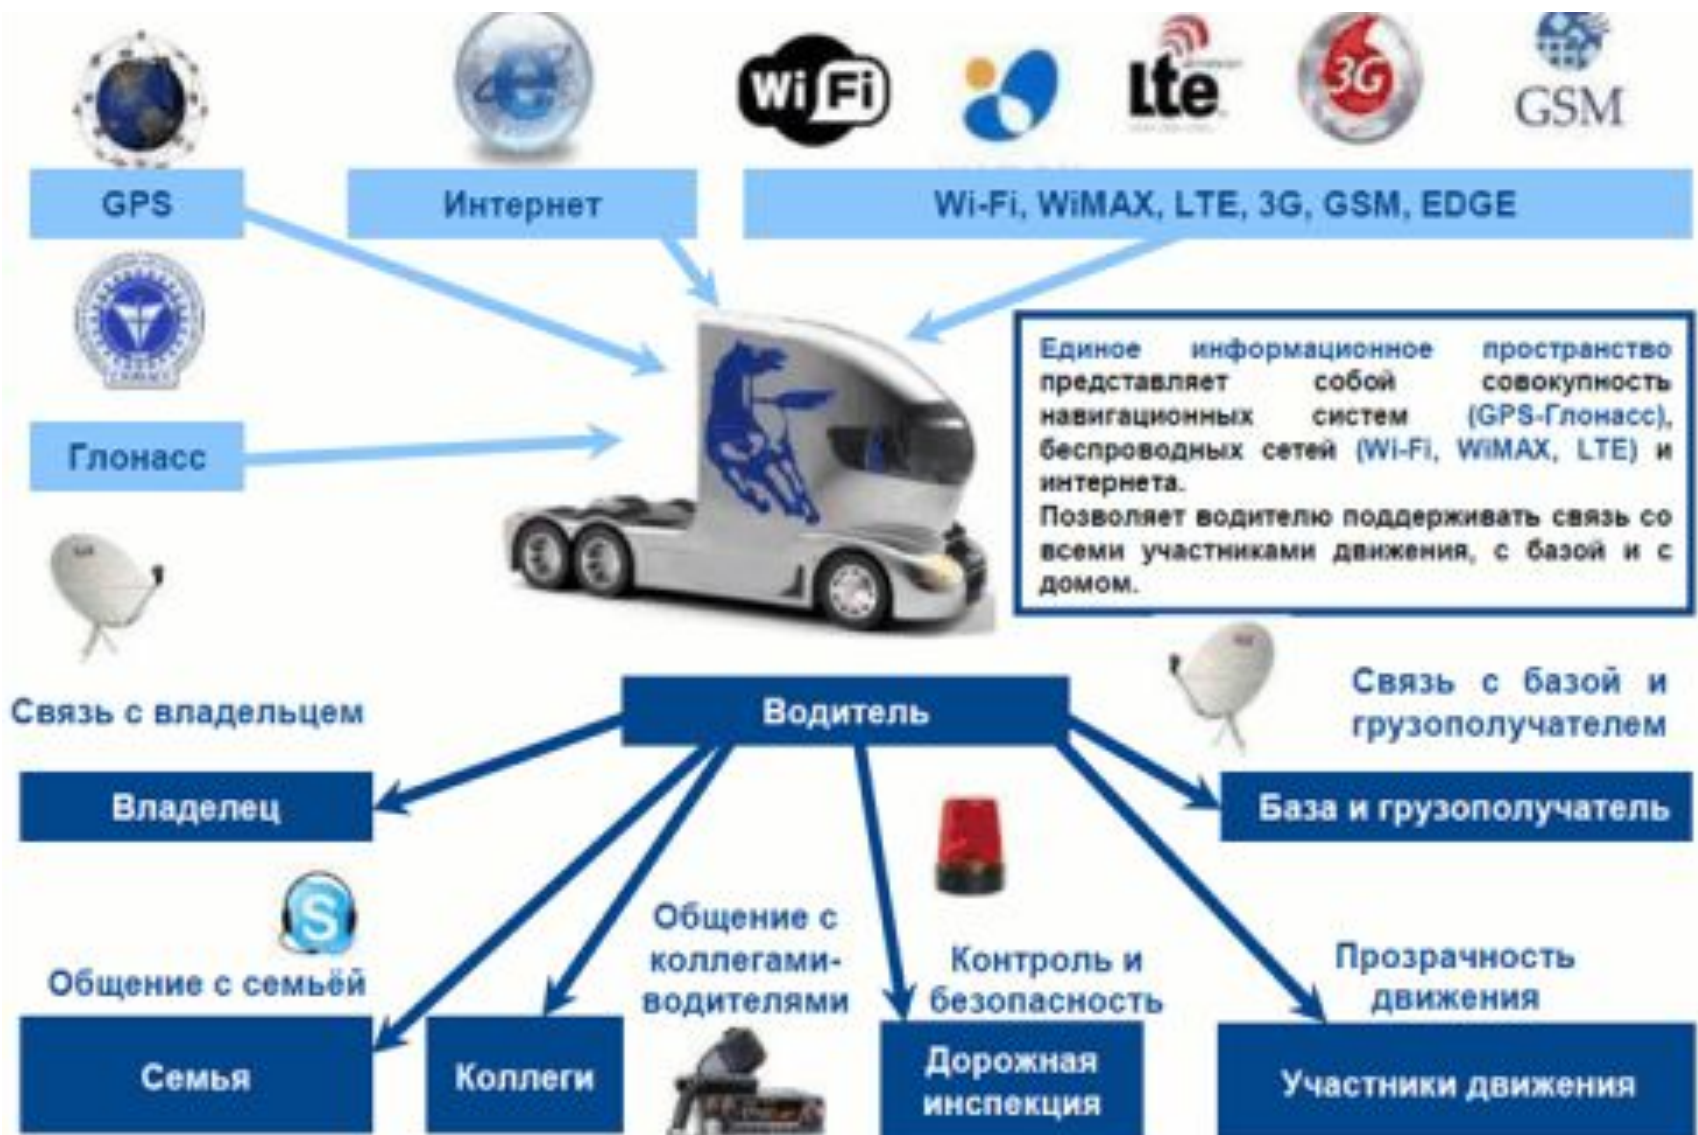 Wi Fi
Lte
3G
GSM
GPS
Интернет
Wi-Fi, WiMAX, LTE, 3G, GSM, EDGE
Глонасс
Единое информационное пространство
представляет собой совокупность
навигационных систем (GPS-Глонасс),
беспроводных сетей (Wi-Fi, WiMAX, LTE) и
интернета.
Позволяет водителю поддерживать связь со
всеми участниками движения, с базой и с
домом.
Связь с владельцем
Водитель
Связь с базой и
грузополучателем
Владелец
База и грузополучатель
S
Общение с семьёй
Общение с
коллегами-
водителями
Контроль и
безопасность
Прозрачность
движения
Семья
Коллеги
Дорожная
инспекция
Участники движения